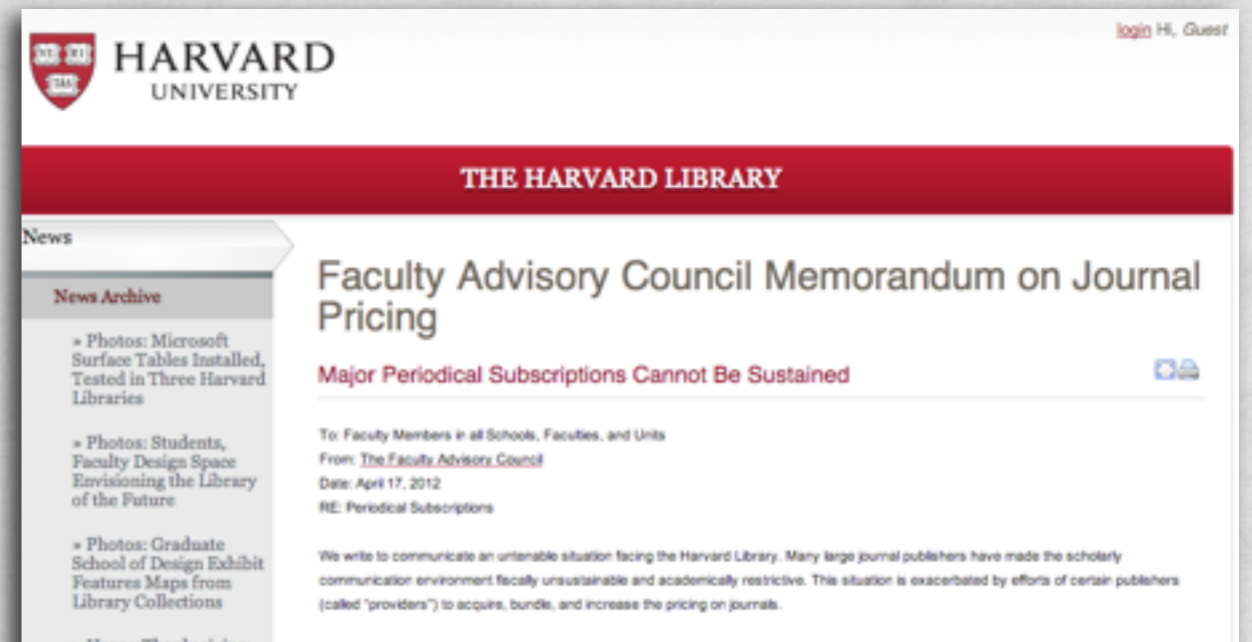 login Hi, Guest
HARVARD
UNIVERSITY
THE HARVARD LIBRARY
News
News Archive
» Photos: Microsoft
Surface Tables Installed,
Tested in Three Harvard
Libraries
» Photos: Students,
Faculty Design Space
Envisioning the Library
of the Future
» Photos: Graduate
School of Design Exhibit
Features Maps from
Library Collections
Faculty Advisory Council Memorandum on Journal
Pricing
Major Periodical Subscriptions Cannot Be Sustained
To: Faculty Members in all Schools, Faculties, and Units
From: The Faculty Advisory Council
Date: April 17, 2012
RE: Periodical Subscriptions
We write to communicate an untenable situation facing the Harvard Library. Many large journal publishers have made the scholarly
communication environment fiscally unsustainable and academically restrictive. This situation is exacerbated by efforts of certain publishers
(called "providers") to acquire, bundle, and increase the pricing on journals.